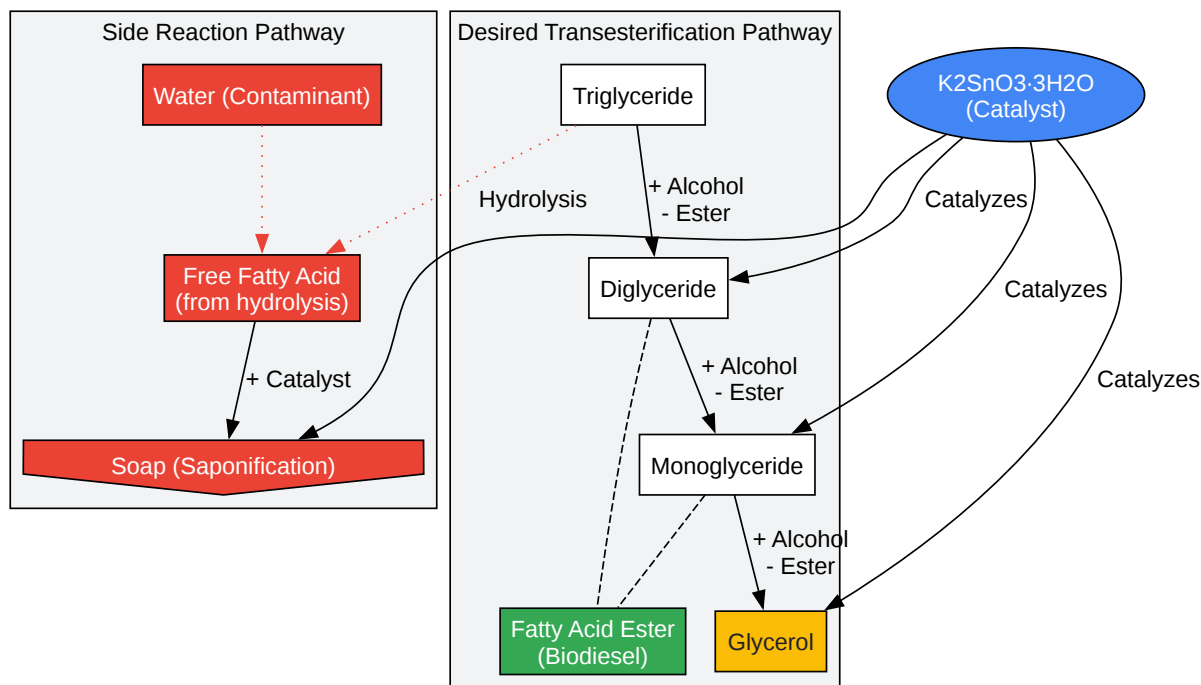 Side Reaction Pathway
Water (Contaminant)
Free Fatty Acid
(from hydrolysis)
+ Catalyst
Soap (Saponification)
Hydrolysis
Desired Transesterification Pathway
Triglyceride
+ Alcohol
- Ester
Diglyceride
+ Alcohol
- Ester
Monoglyceride
+ Alcohol
- Ester
Fatty Acid Ester
(Biodiesel)
Glycerol
K2SnO3·3H2O
(Catalyst)
Catalyzes
Catalyzes
Catalyzes